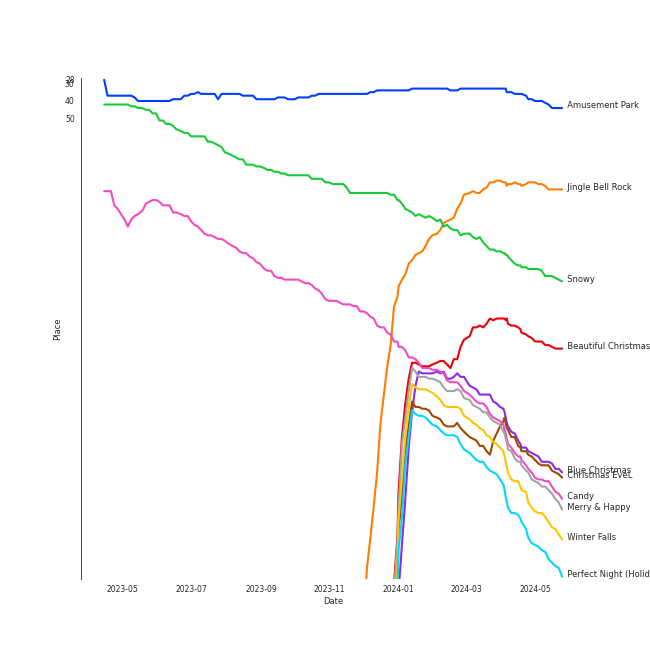 28
30
40
50
Place
Amusement Park
Jingle Bell Rock
Snowy
Beautiful Christmas
Blue Christmas
Christmas EveL
Candy
Merry & Happy
Winter Falls
Perfect Night (Holid
2023-05 2023-07 2023-09 2023-11 2024-01 2024-03 2024-05
Date